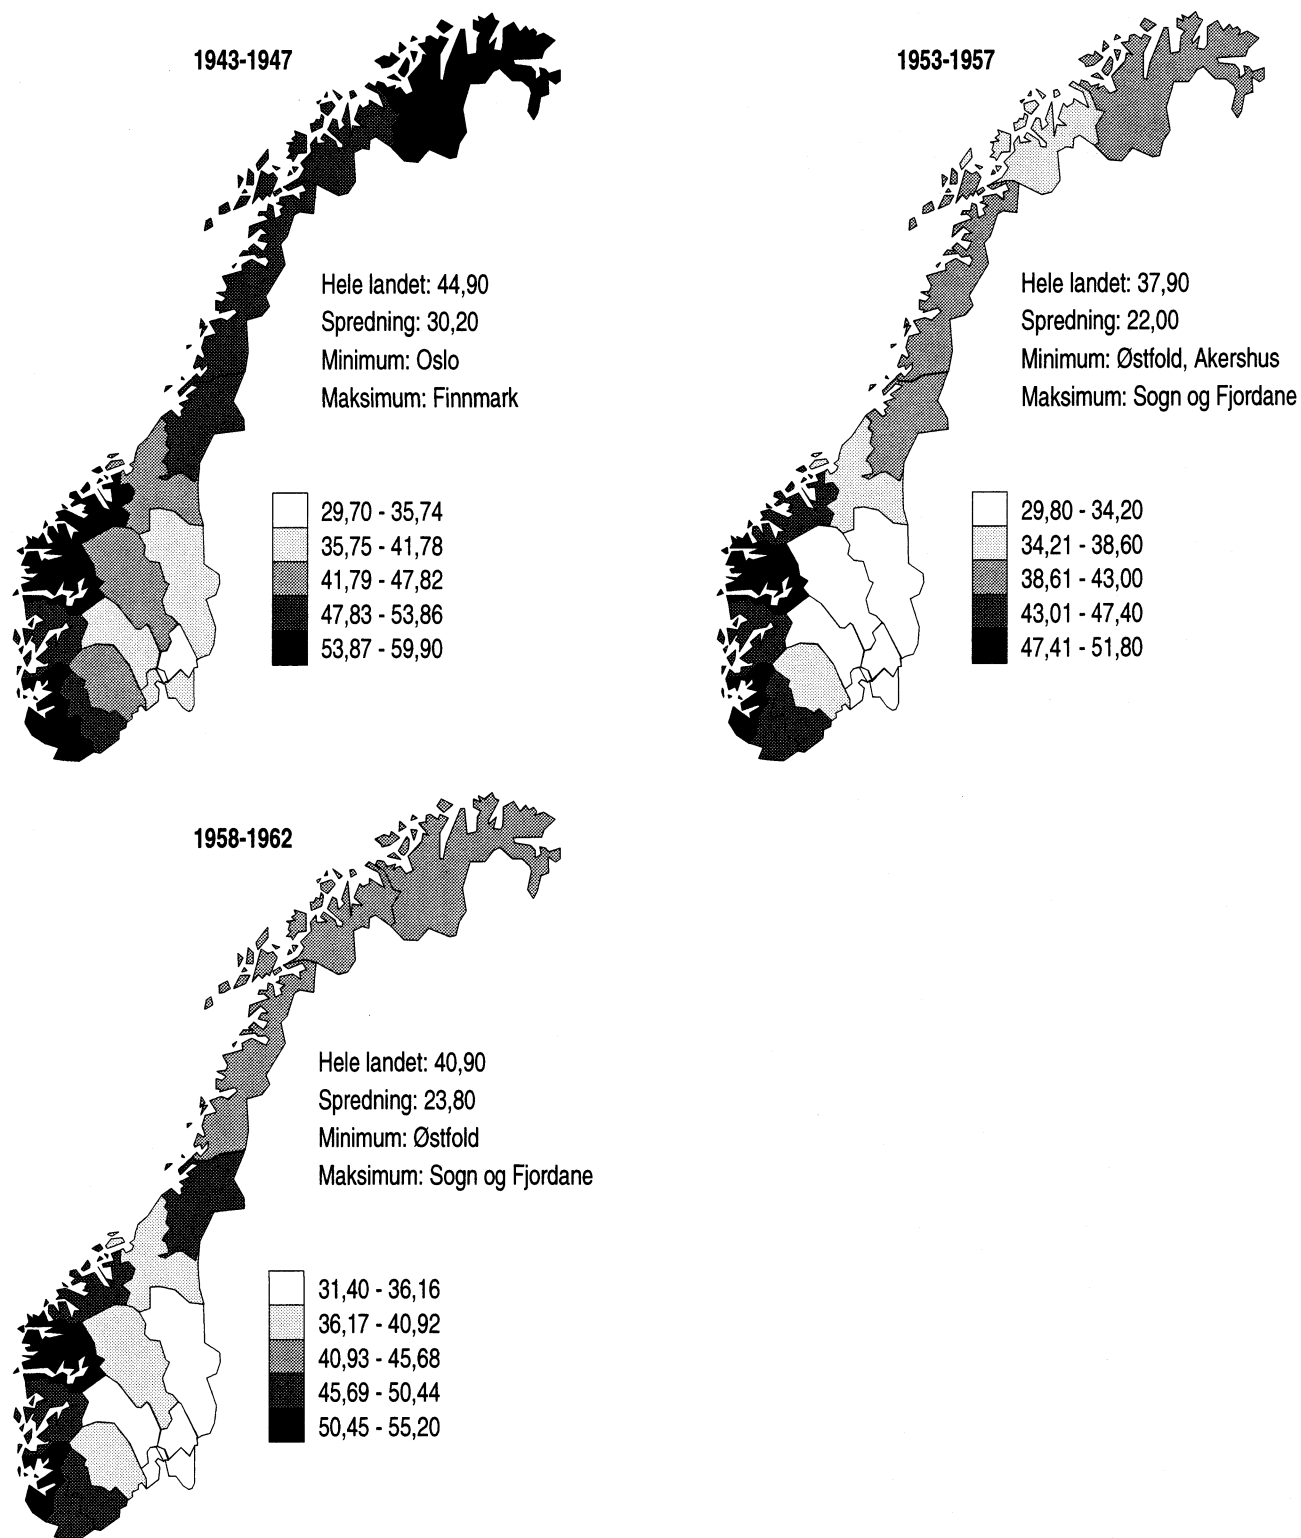 1943-1947
Hele landet: 44,90
Spredning: 30,20
Minimum: Oslo
Maksimum: Finnmark
29,70 - 35,74
35,75 - 41,78
41,79 - 47,82
47,83 - 53,86
53,87 - 59,90
1953-1957
Hele landet: 37,90
Spredning: 22,00
Minimum: Østfold, Akershus
Maksimum: Sogn og Fjordane
29,80 - 34,20
34,21 - 38,60
38,61 - 43,00
43,01 - 47,40
47,41 - 51,80
1958-1962
Hele landet: 40,90
Spredning: 23,80
Minimum: Østfold
Maksimum: Sogn og Fjordane
31,40 - 36,16
36,17 - 40,92
40,93 - 45,68
45,69 - 50,44
50,45 - 55,20